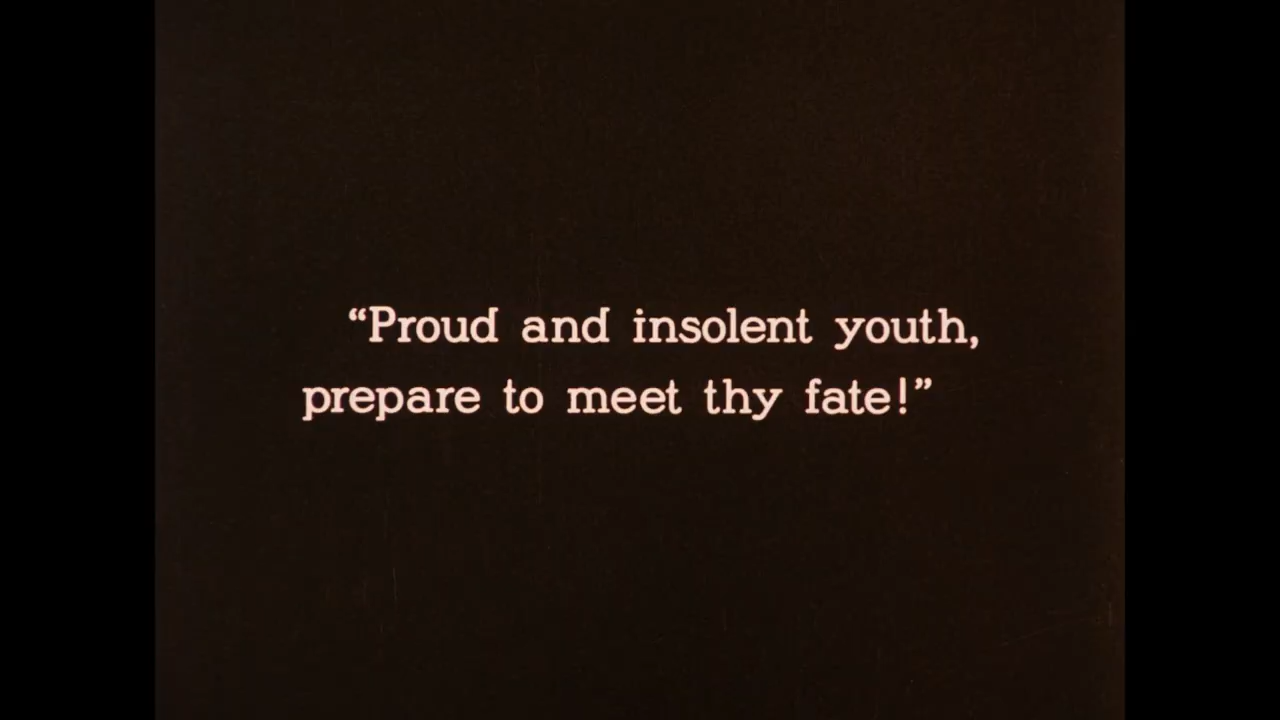 “Proud and insolent youth,
prepare to meet thy fate!”